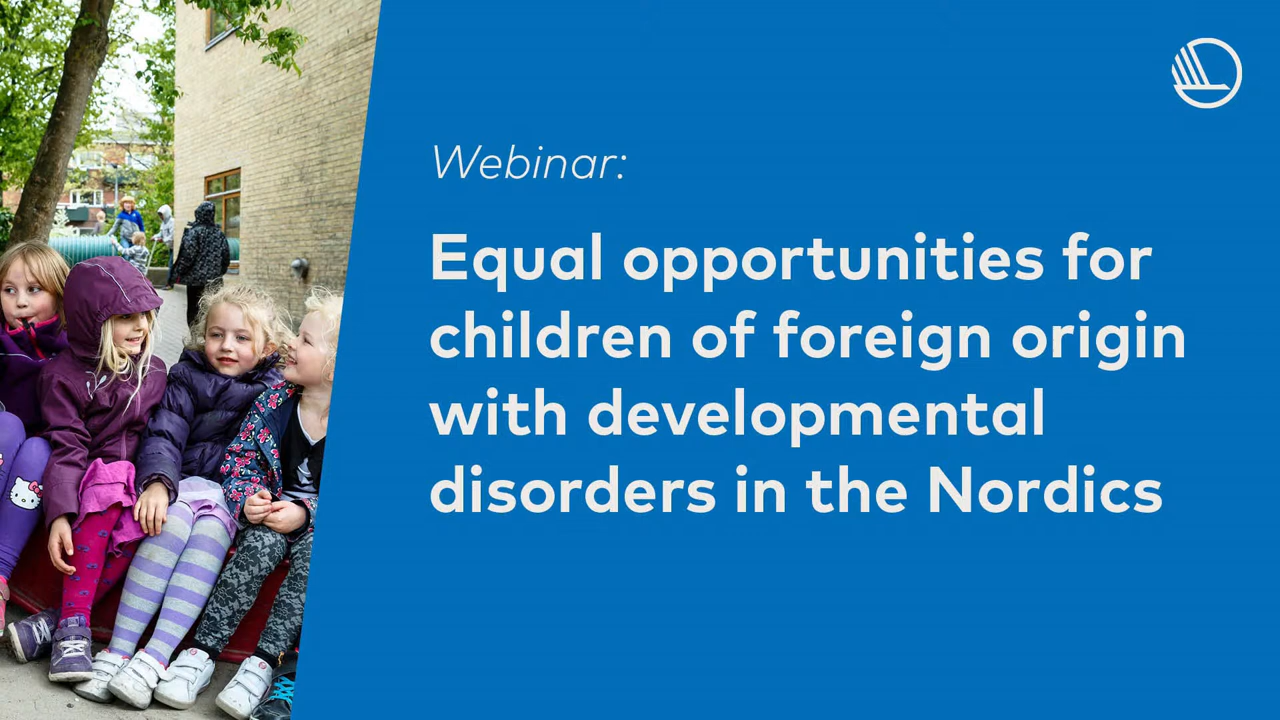 Webinar:
Equal opportunities for
children of foreign origin
with developmental
disorders in the Nordics